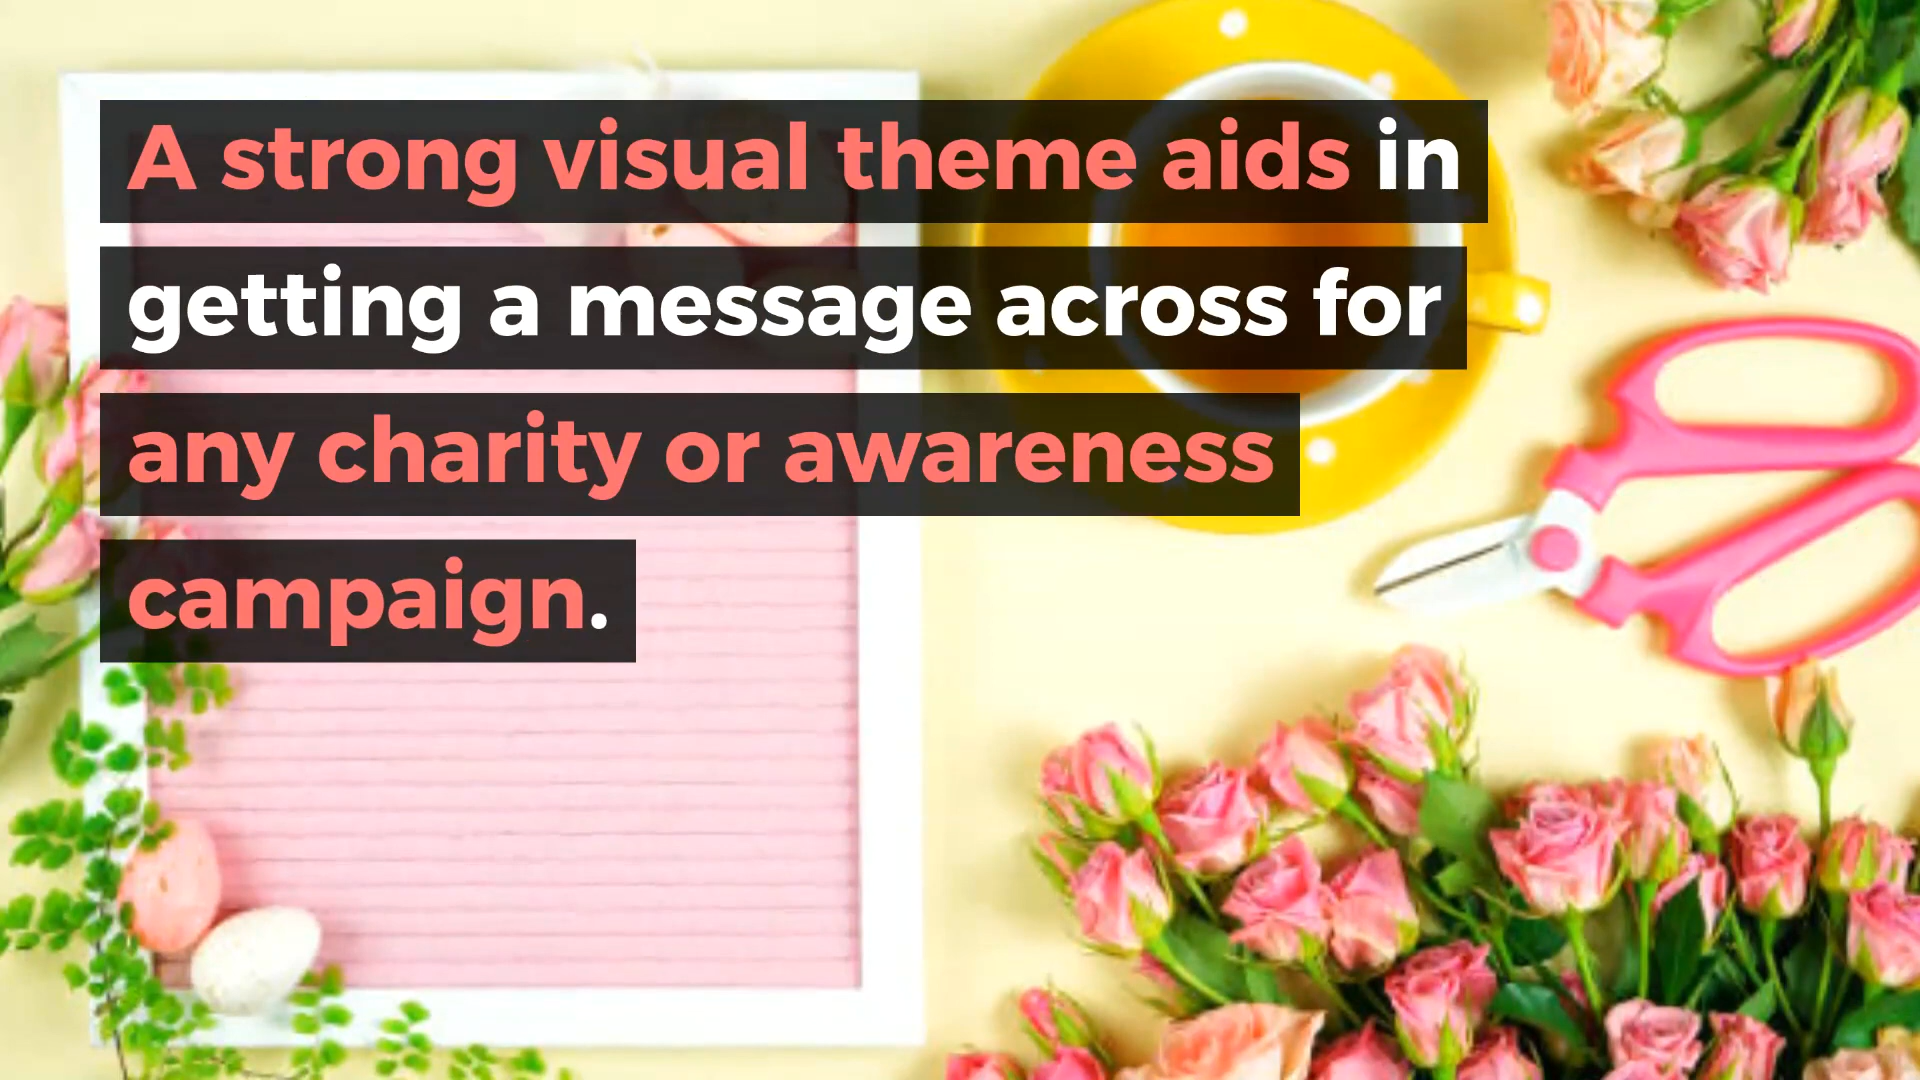 A strong visual theme aids in
getting a message across for
any charity or awareness
campaign.